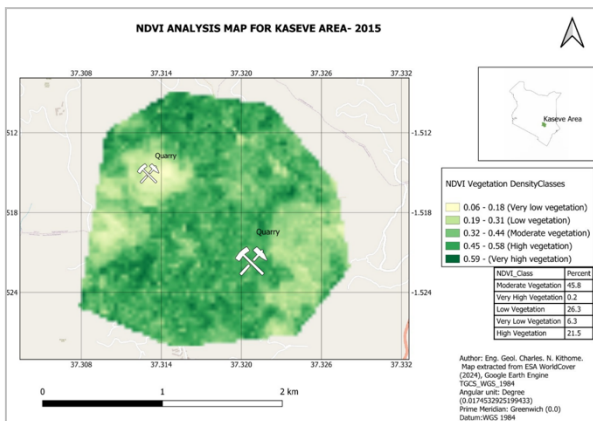 NDVI ANALYSIS MAP FOR KASEVE AREA- 2015
37.308 37.314 37.320 37.326 37.332
512 -1.512
Kaseve Area
Quarry
NDVI Vegetation DensityClasses
0.06 - 0.18 (Very low vegetation)
518 -1.518
0.19 - 0.31 (Low vegetation)
0.32 - 0.44 (Moderate vegetation)
Quarry
0.45 - 0.58 (High vegetation)
0.59 - (Very high vegetation)
NDVI_Class Percent
Moderate Vegetation 45.8
Very High Vegetation 0.2
Low Vegetation 26.3
Very Low Vegetation 6.3
High Vegetation 21.5
524 -1.524
37.308 37.314 37.320 37.326 37.332
Author: Eng. Geol. Charles. N. Kithome.
Map extracted from ESA WorldCover
(2024), Google Earth Engine
TGCS_WGS_1984
Angular unit: Degree
(0.0174532925199433)
Prime Meridian: Greenwich (0.0)
Datum:WGS 1984
0 1 2 km